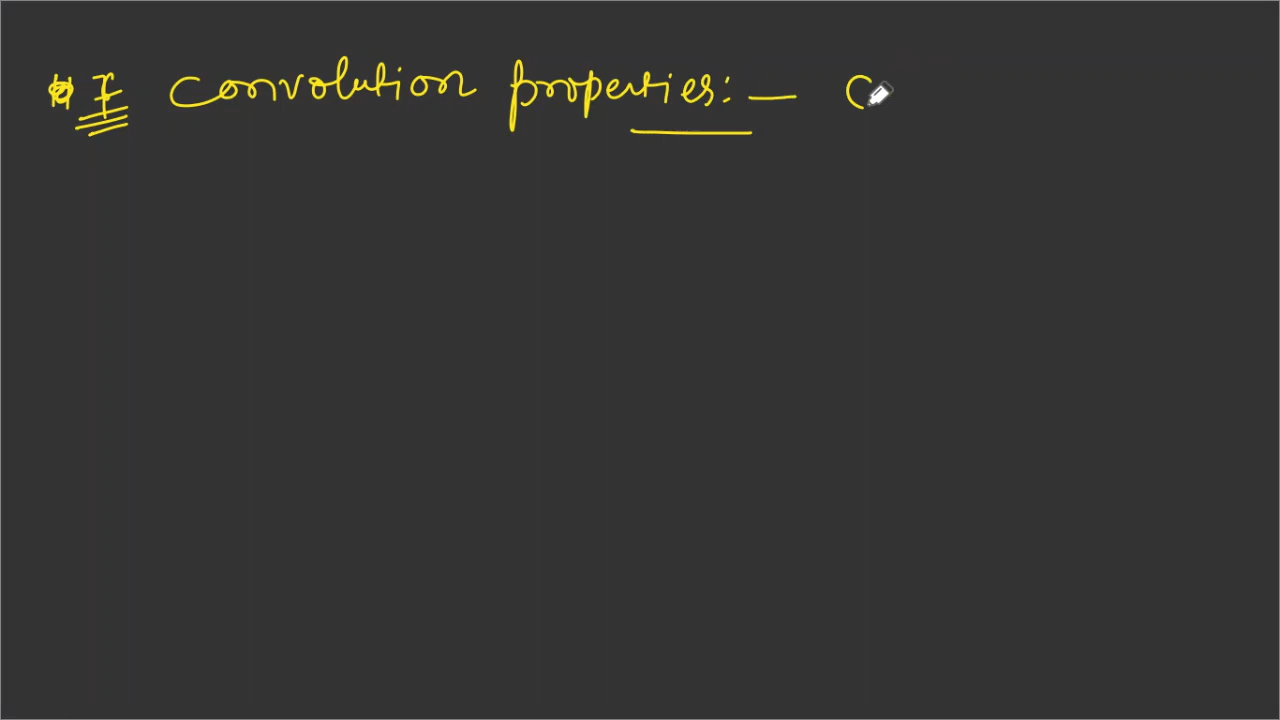 I convolution properties :— C